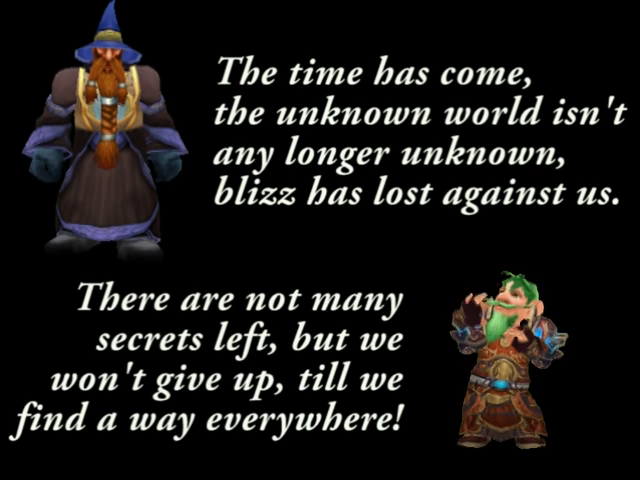 The time has come,
the unknown world isn't
any longer unknown,
blizz has lost against us.
There are not many
secrets left, but we
won't give up, till we
find a way everywhere!